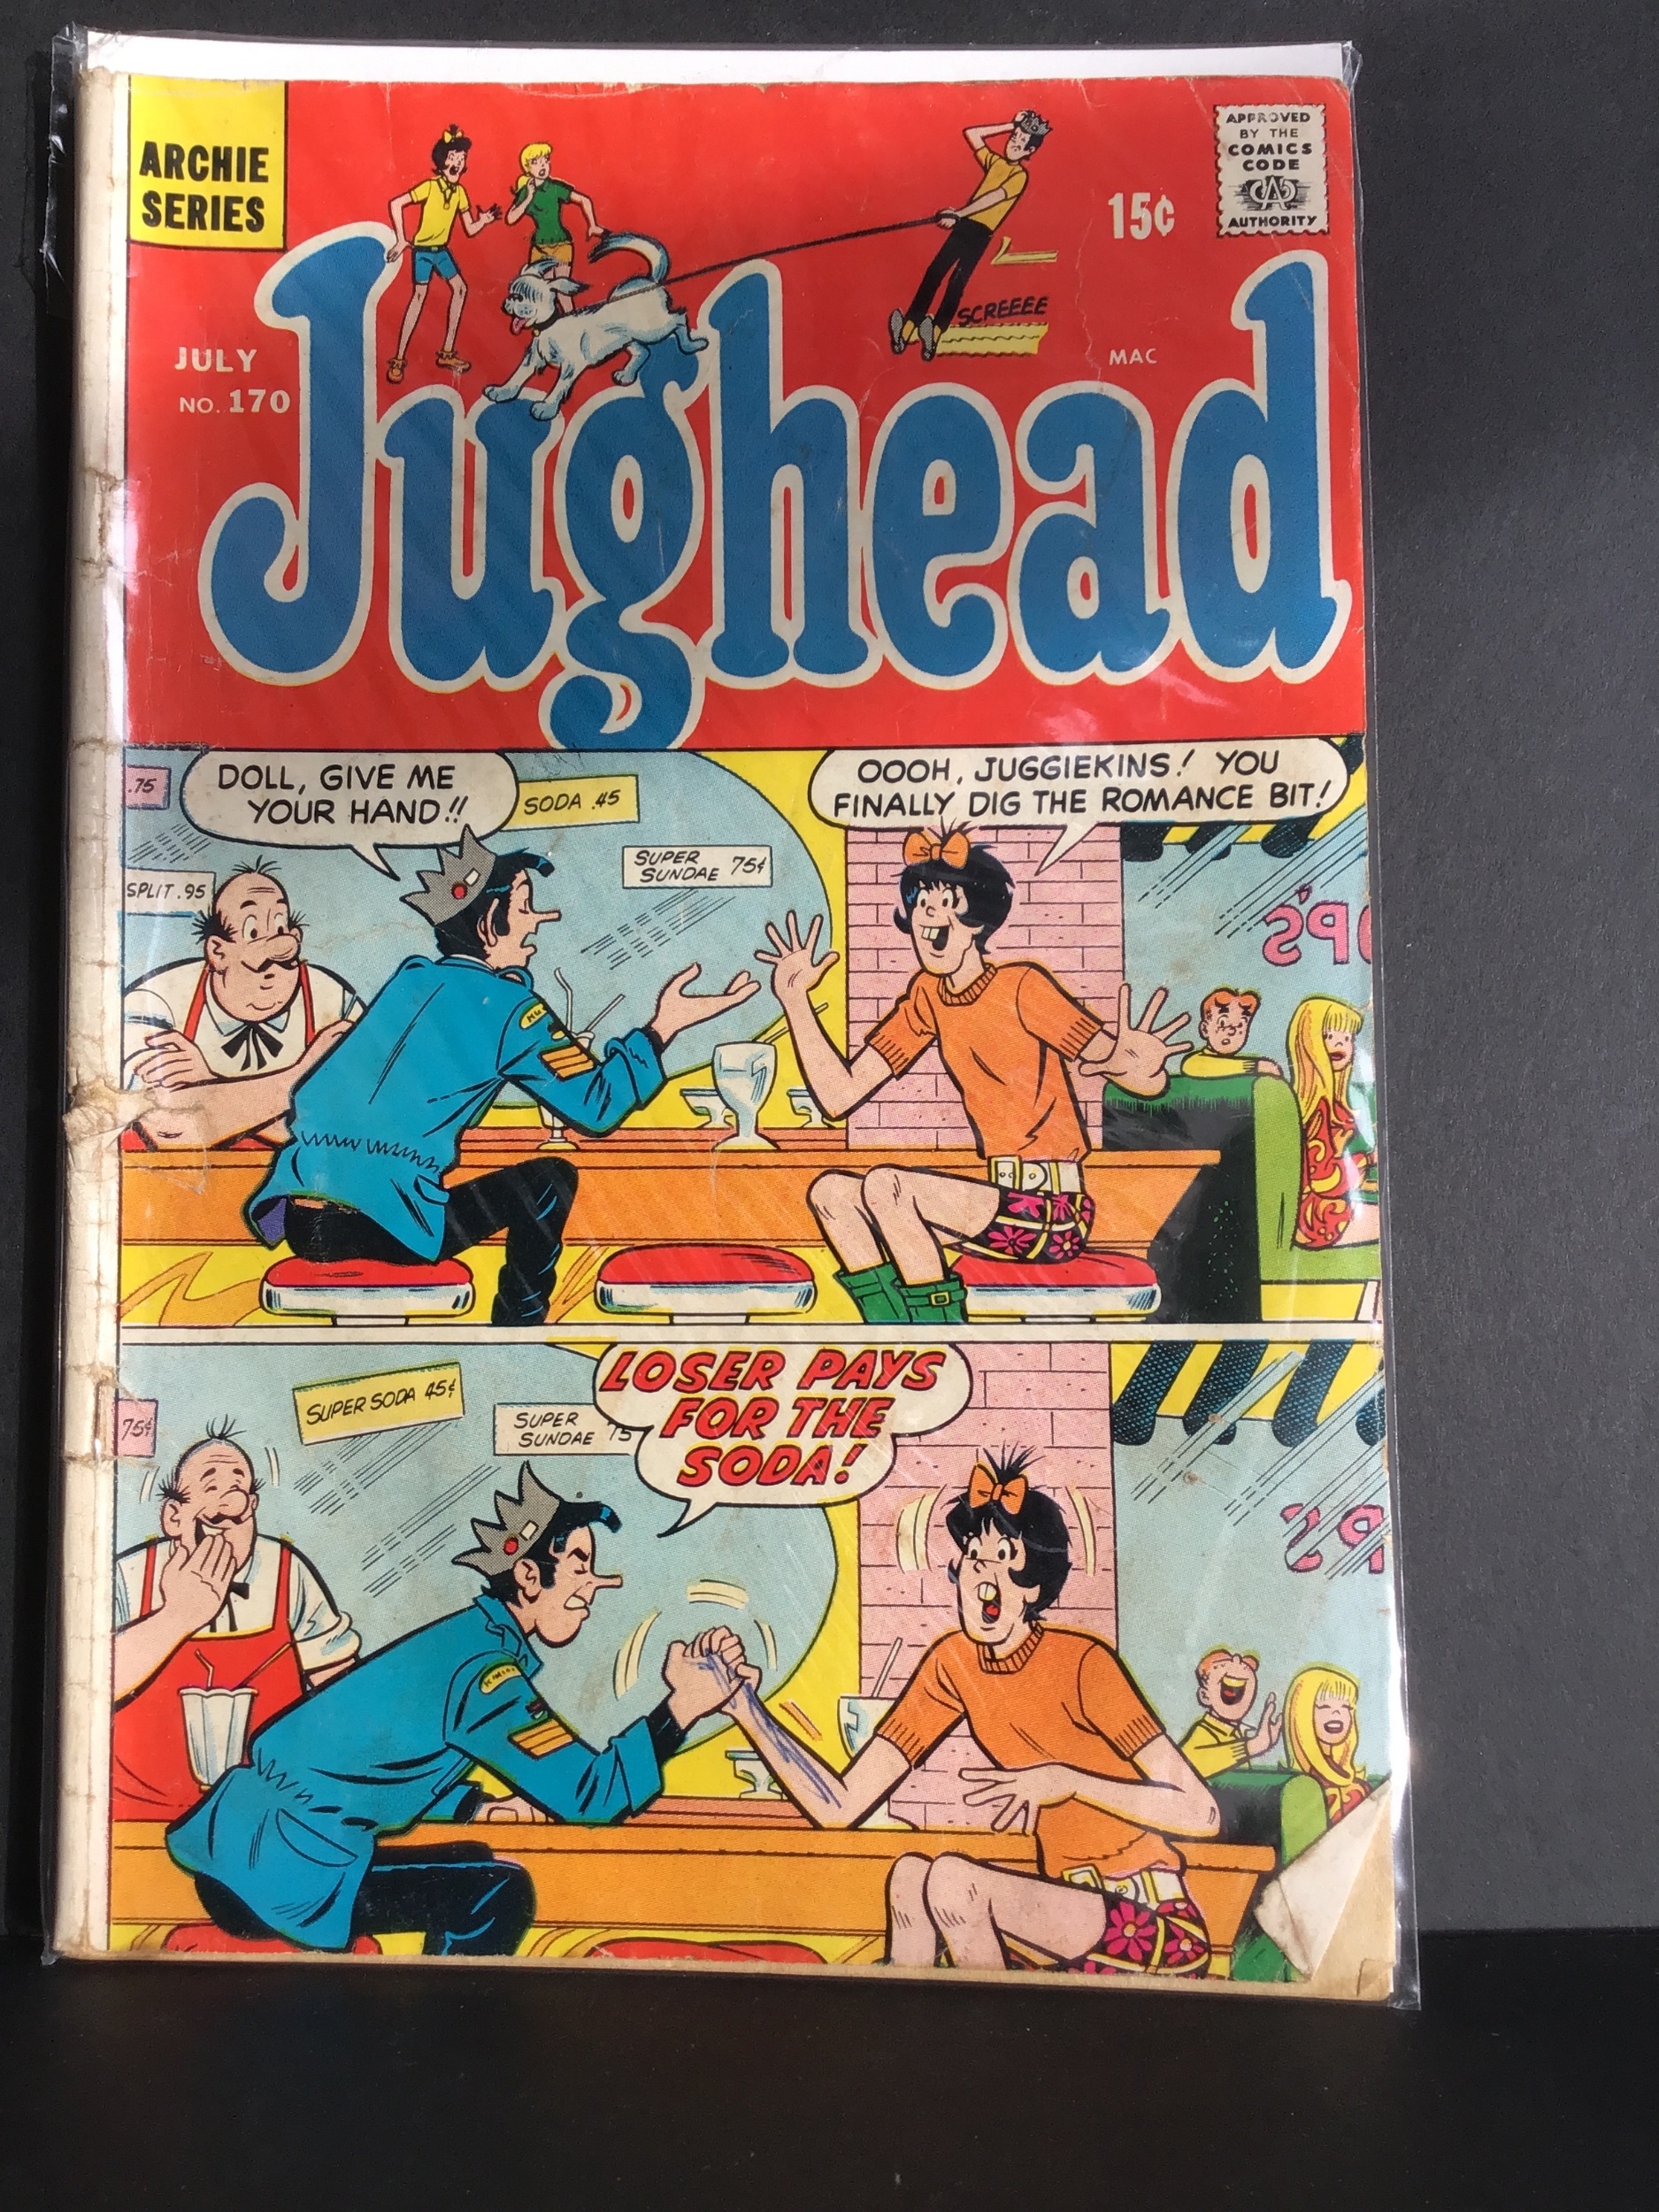 ARCHIE
SERIES
15¢
APPROVED
BY THE
COMICS
CODE
CA
AUTHORITY
SCREEEE
JULY
NO. 170
MAC
Jughead
.75
DOLL, GIVE ME
YOUR HAND!!
SODA .45
OOOH, JUGGIEKINS! YOU
FINALLY DIG THE ROMANCE BIT!
SPLIT .95
SUPER
SUNDAE 75¢
P'S
LOSER PAYS
FOR THE
SODA!
75¢
SUPER SODA 45¢
SUPER
SUNDAE 75
P'S